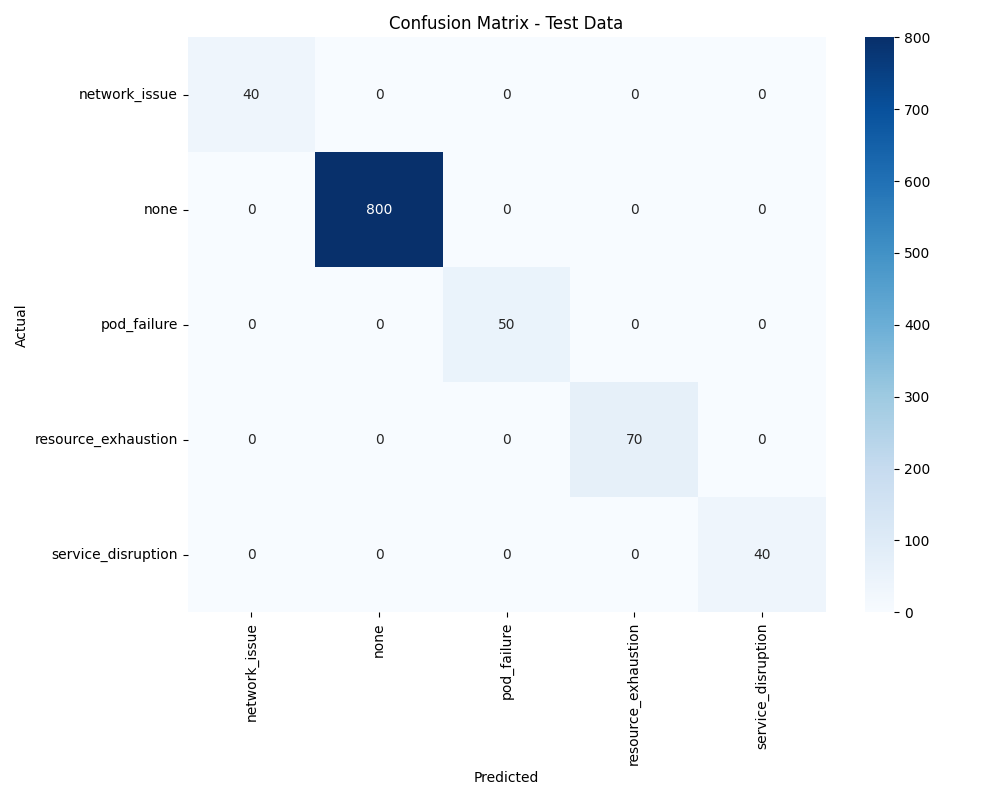 Confusion Matrix - Test Data
Actual
network_issue 40 0 0 0 0
none 0 800 0 0 0
pod_failure 0 0 50 0 0
resource_exhaustion 0 0 0 70 0
service_disruption 0 0 0 0 40
network_issue
none
pod_failure
resource_exhaustion
service_disruption
Predicted
800
700
600
500
400
300
200
100
0